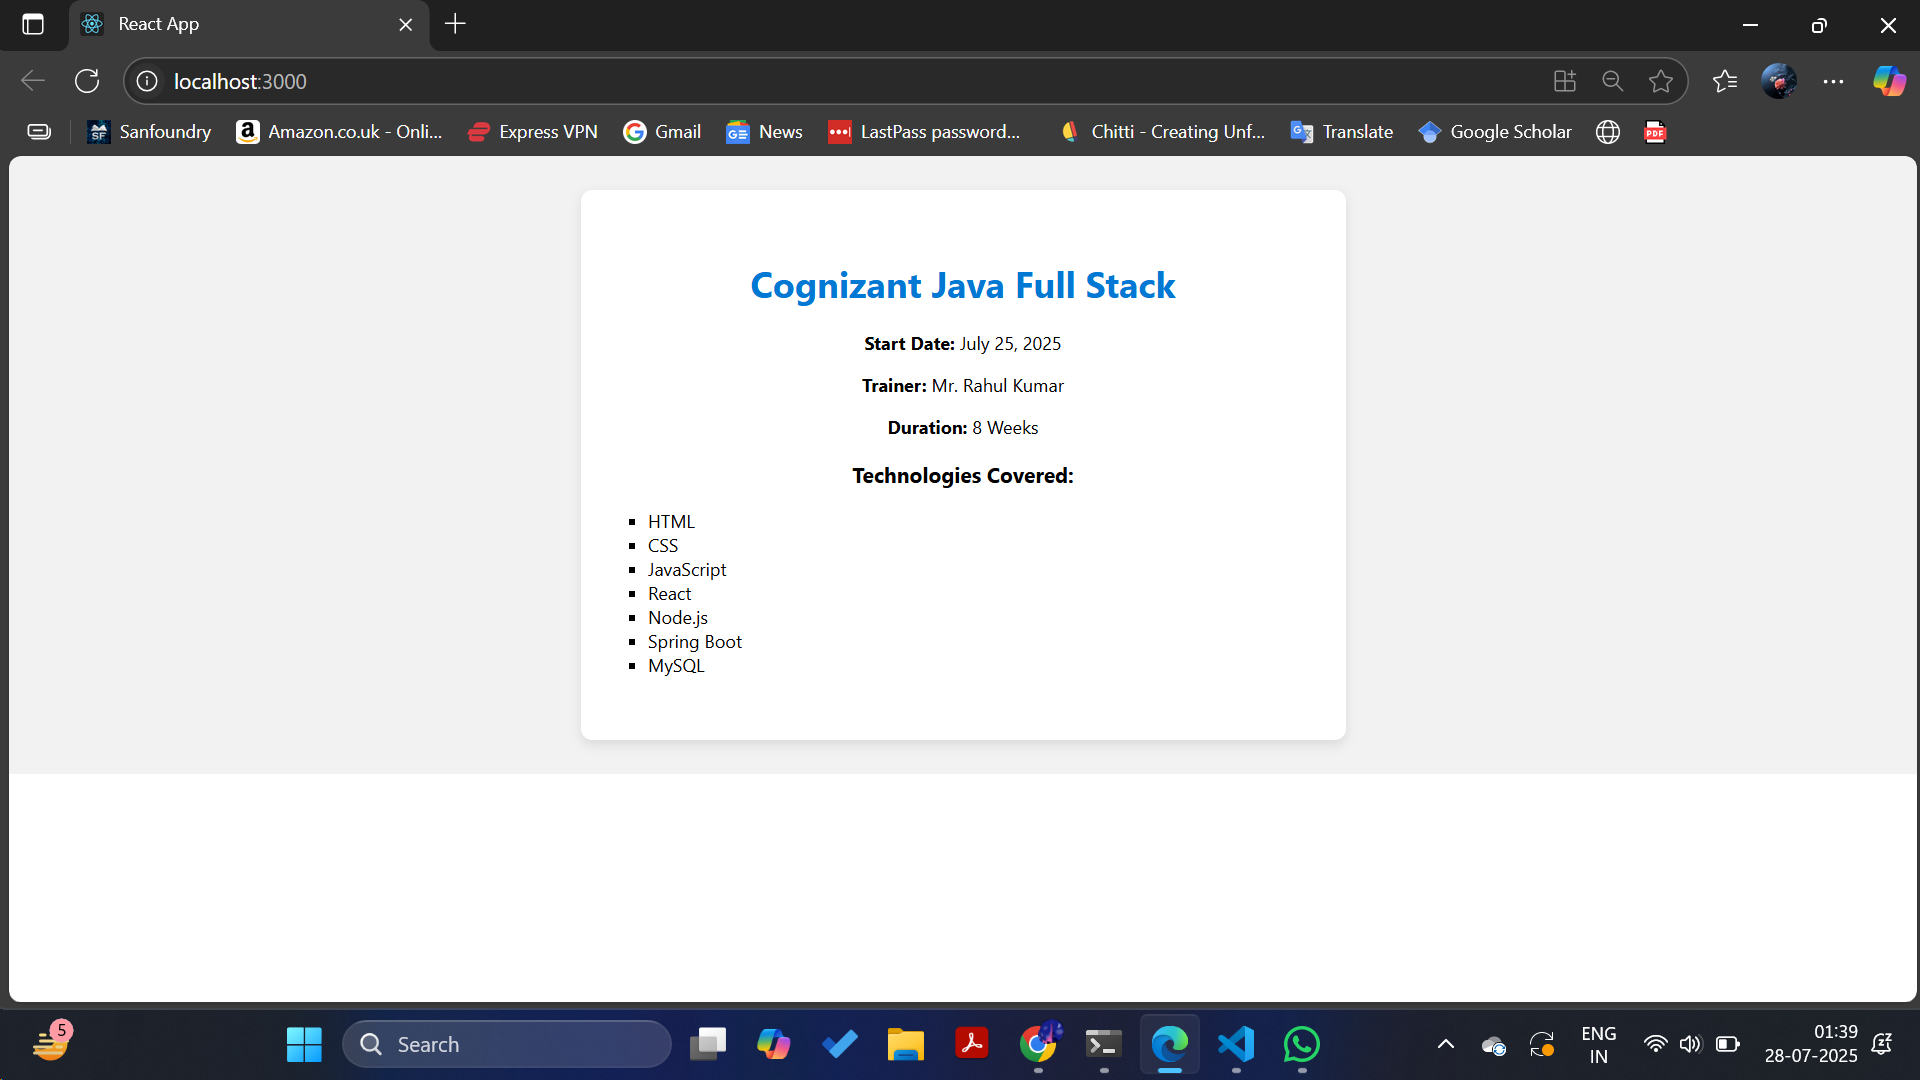 React App
localhost:3000
Sanfoundry
Amazon.co.uk - Onli...
Express VPN
Gmail
News
LastPass password...
Chitti - Creating Unf...
Translate
Google Scholar
PDF
Cognizant Java Full Stack
Start Date: July 25, 2025
Trainer: Mr. Rahul Kumar
Duration: 8 Weeks
Technologies Covered:
HTML
CSS
JavaScript
React
Node.js
Spring Boot
MySQL
5
Search
ENG
IN
01:39
28-07-2025